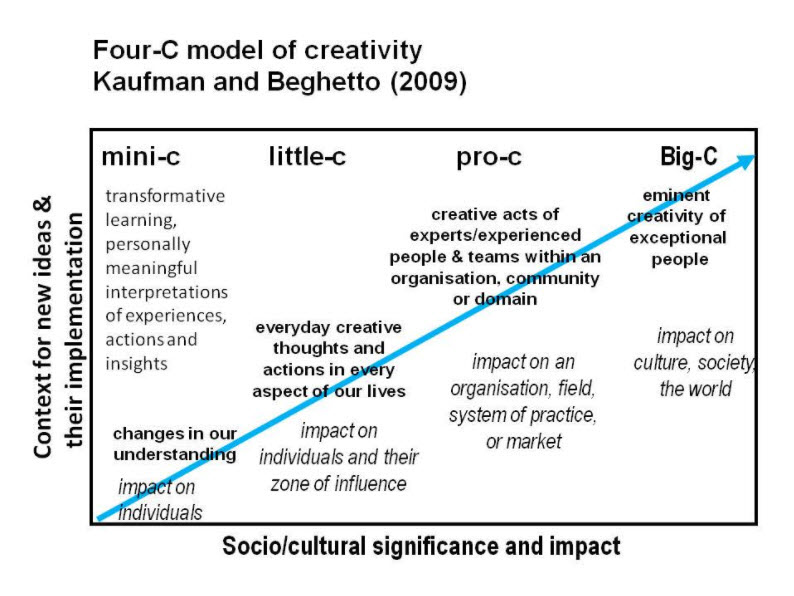 Four-C model of creativity
Kaufman and Beghetto (2009)
Context for new ideas &
their implementation
mini-c
transformative
learning,
personally
meaningful
interpretations
of experiences,
actions and
insights
changes in our
understanding
impact on
individuals
little-c
everyday creative
thoughts and
actions in every
aspect of our lives
impact on
individuals and their
zone of influence
pro-c
creative acts of
experts/experienced
people & teams within an
organisation, community
or domain
impact on an
organisation, field,
system of practice,
or market
Big-C
eminent
creativity of
exceptional
people
impact on
culture, society,
the world
Socio/cultural significance and impact